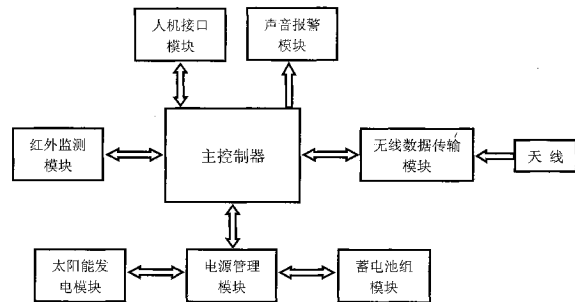 人机接口
模块
声音报警
模块
红外监测
模块
主控制器
无线数据传输
模块
天 线
太阳能发
电模块
电源管理
模块
蓄电池组
模块